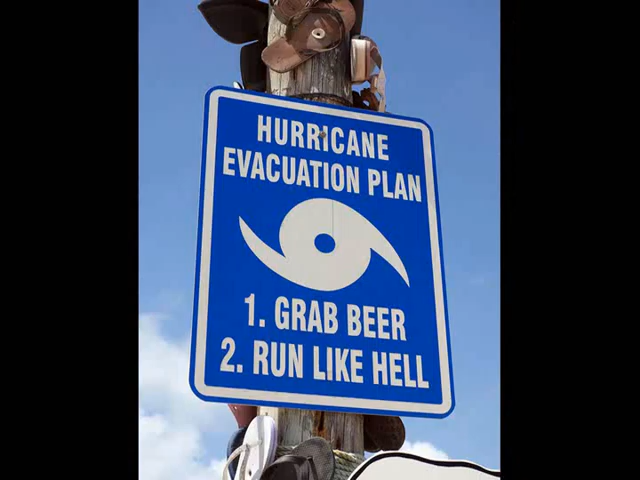 HURRICANE
EVACUATION PLAN
1. GRAB BEER
2. RUN LIKE HELL